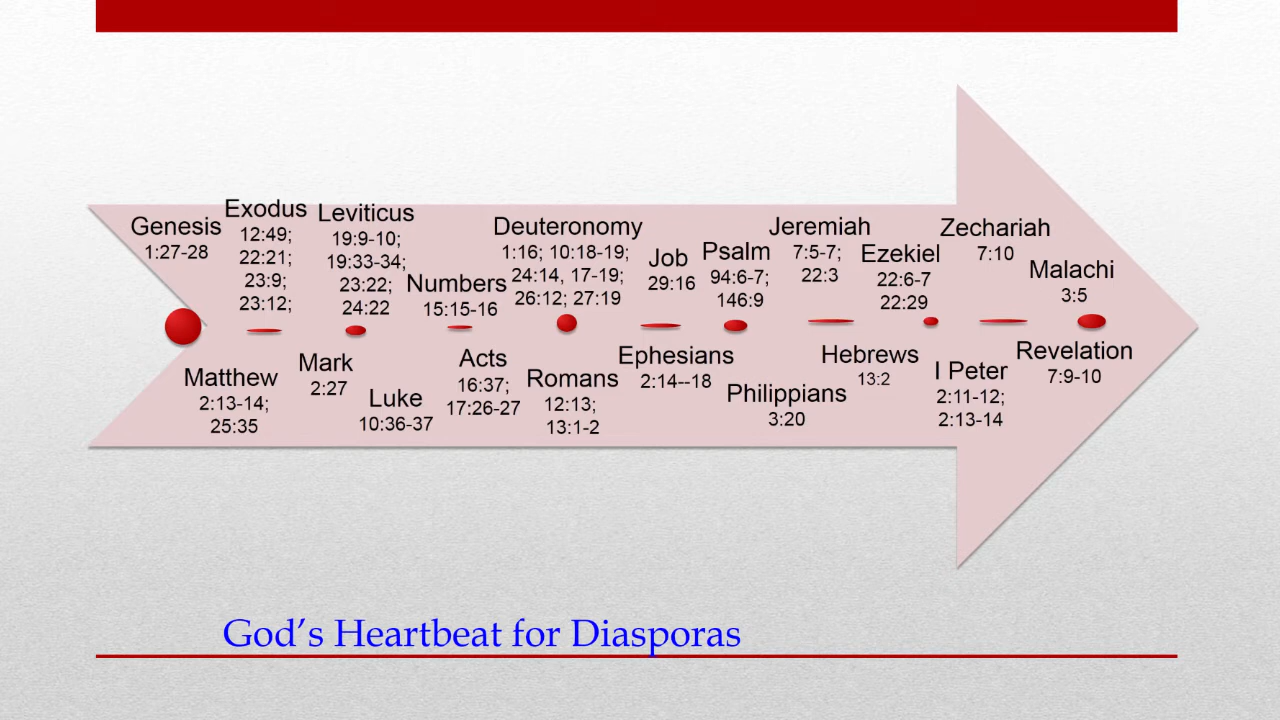 Genesis
1:27-28
Exodus
12:49;
22:21;
23:9;
23:12;
Leviticus
19:9-10;
19:33-34;
23:22;
24:22
Numbers
15:15-16
Deuteronomy
1:16; 10:18-19;
24:14, 17-19;
26:12; 27:19
Job
29:16
Psalm
94:6-7;
146:9
Jeremiah
7:5-7;
22:3
Ezekiel
22:6-7
22:29
Zechariah
7:10
Malachi
3:5
Matthew
2:13-14;
25:35
Mark
2:27
Luke
10:36-37
Acts
16:37;
17:26-27
Romans
12:13;
13:1-2
Ephesians
2:14--18
Philippians
3:20
Hebrews
13:2
I Peter
2:11-12;
2:13-14
Revelation
7:9-10
God’s Heartbeat for Diasporas